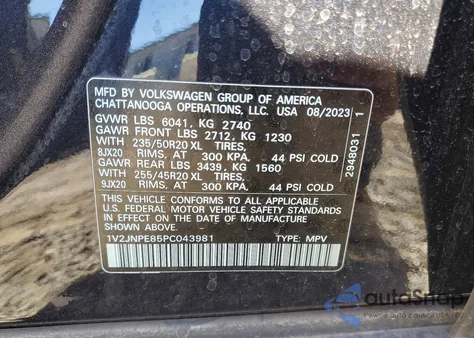 MFD BY VOLKSWAGEN GROUP OF AMERICA
CHATTANOOGA OPERATIONS, LLC. USA 08/2023
GVWR LBS 6041, KG 2740
GAWR FRONT LBS 2712, KG 1230
WITH 235/50R20 XL TIRES,
8JX20 RIMS, AT 300 KPA, 44 PSI COLD
GAWR REAR LBS 3439, KG 1560
WITH 255/45R20 XL TIRES,
9JX20 RIMS, AT 300 KPA, 44 PSI COLD
THIS VEHICLE CONFORMS TO ALL APPLICABLE
U.S. FEDERAL MOTOR VEHICLE SAFETY STANDARDS
IN EFFECT ON THE DATE OF MANUFACTURE
SHOWN ABOVE.
1V2JNPE85PC043981 TYPE: MPV
2948031 1
autoSnap